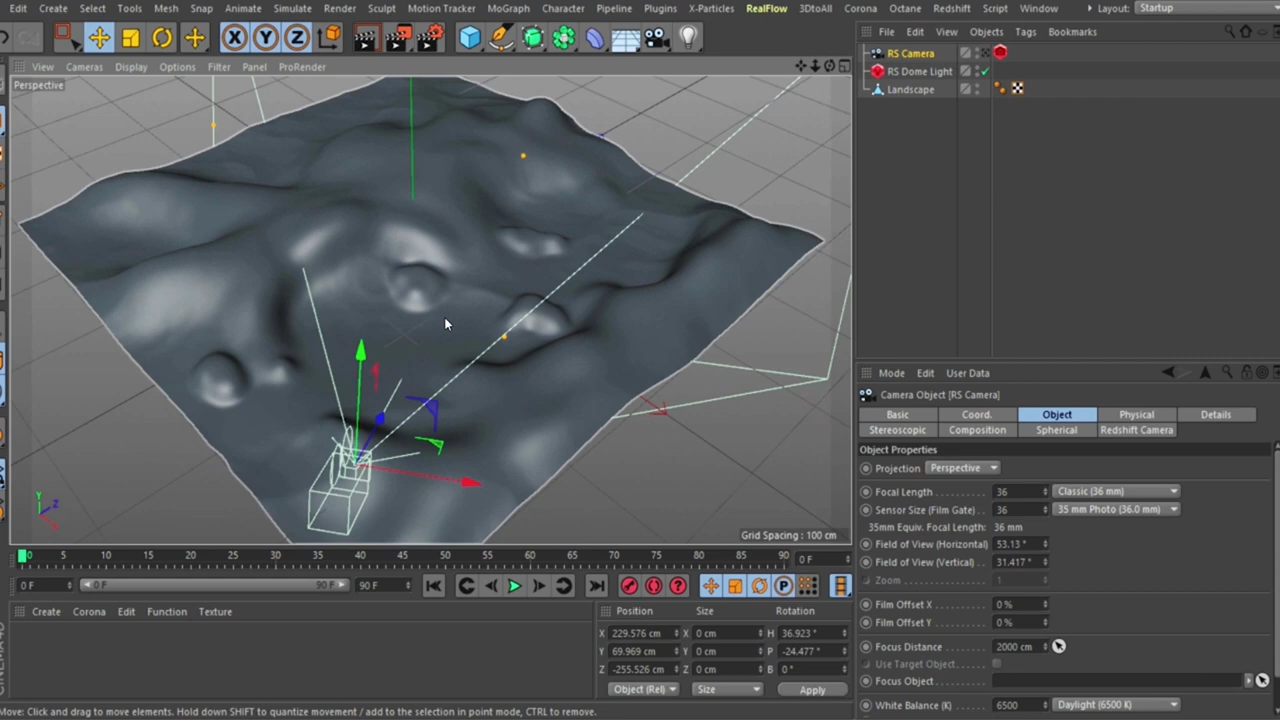 Edit Create Select Tools Mesh Snap Animate Simulate Render Sculpt Motion Tracker MoGraph Character Pipeline Plugins X-Particles RealFlow 3DtoAll Corona Octane Redshift Script Window Layout: Startup
X Y Z
File Edit View Objects Tags Bookmarks
View Cameras Display Options Filter Panel ProRender
Perspective
RS Camera
RS Dome Light
Landscape
Y Z
Grid Spacing : 100 cm
Mode Edit User Data
Camera Object [RS Camera]
Basic Coord. Object Physical Details
Stereoscopic Composition Spherical Redshift Camera
Object Properties
Projection Perspective
Focal Length 36 Classic (36 mm)
Sensor Size (Film Gate) 36 35 mm Photo (36.0 mm)
35mm Equiv. Focal Length: 36 mm
Field of View (Horizontal) 53.13 °
Field of View (Vertical) 31.417 °
Zoom 1
Film Offset X 0 %
Film Offset Y 0 %
Focus Distance 2000 cm
Use Target Object
Focus Object
White Balance (K) 6500 Daylight (6500 K)
0 5 10 15 20 25 30 35 40 45 50 55 60 65 70 75 80 85 90 0 F
0 F 0 F 90 F 90 F P
Create Corona Edit Function Texture
Position Size Rotation
X 229.576 cm X 0 cm H 36.923 °
Y 69.969 cm Y 0 cm P -24.477 °
Z -255.526 cm Z 0 cm B 0 °
Object (Rel) Size Apply
CINEMA 4D
Move: Click and drag to move elements. Hold down SHIFT to quantize movement / add to the selection in point mode, CTRL to remove.